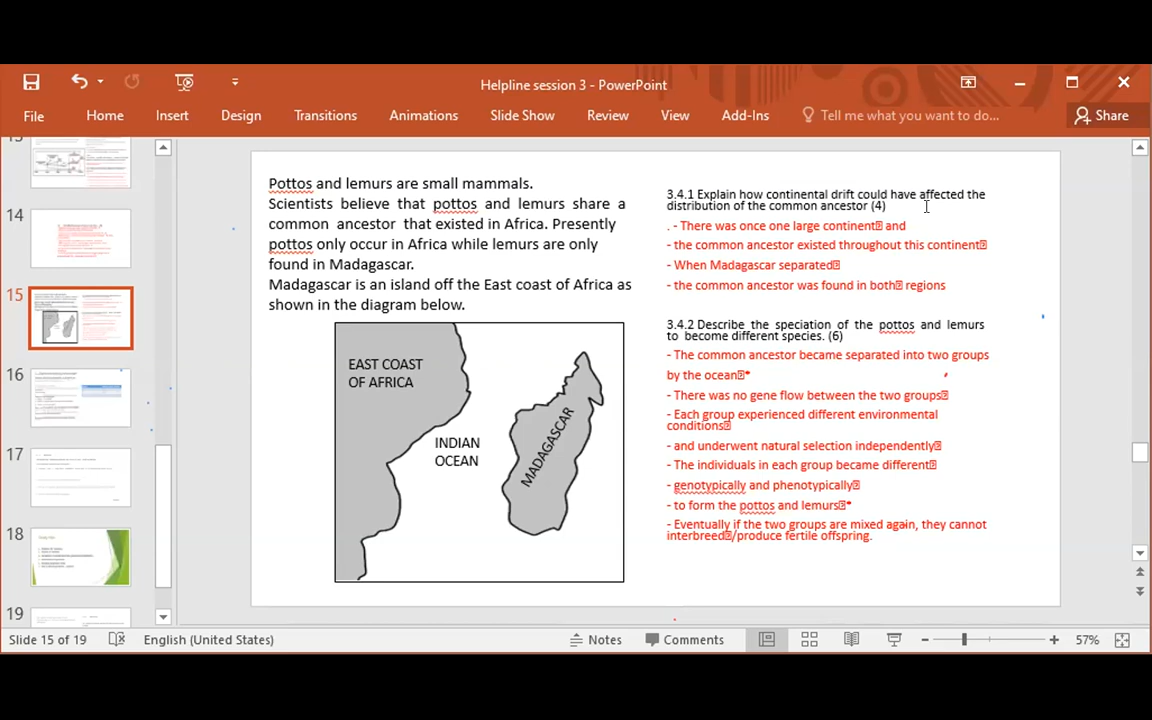 Helpline session 3 - PowerPoint
File Home Insert Design Transitions Animations Slide Show Review View Add-Ins Tell me what you want to do... Share
14
15
16
17
18
19
Pottos and lemurs are small mammals.
Scientists believe that pottos and lemurs share a
common ancestor that existed in Africa. Presently
pottos only occur in Africa while lemurs are only
found in Madagascar.
Madagascar is an island off the East coast of Africa as
shown in the diagram below.
EAST COAST
OF AFRICA
INDIAN
OCEAN
MADAGASCAR
3.4.1 Explain how continental drift could have affected the
distribution of the common ancestor (4)
. - There was once one large continent and
- the common ancestor existed throughout this continent
- When Madagascar separated
- the common ancestor was found in both regions
3.4.2 Describe the speciation of the pottos and lemurs
to become different species. (6)
- The common ancestor became separated into two groups
by the ocean*
- There was no gene flow between the two groups
- Each group experienced different environmental
conditions
- and underwent natural selection independently
- The individuals in each group became different
- genotypically and phenotypically
- to form the pottos and lemurs*
- Eventually if the two groups are mixed again, they cannot
interbreed/produce fertile offspring.
Slide 15 of 19 English (United States) Notes Comments 57%